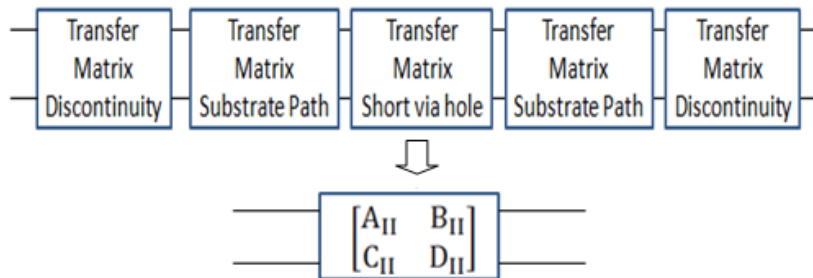 Transfer Transfer Transfer Transfer Transfer
Matrix Matrix Matrix Matrix Matrix
Discontinuity Substrate Path Short via hole Substrate Path Discontinuity
[A_II B_II]
[C_II D_II]